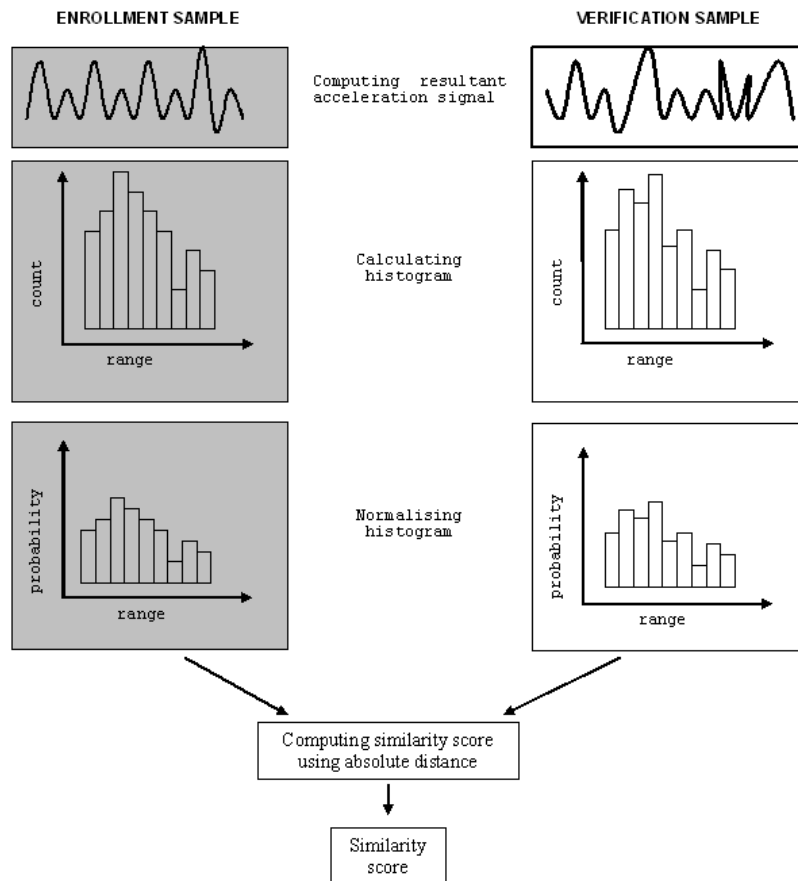 ENROLLMENT SAMPLE
VERIFICATION SAMPLE
Computing resultant
acceleration signal
count
range
Calculating
histogram
count
range
probability
range
Normalising
histogram
probability
range
Computing similarity score
using absolute distance
Similarity
score